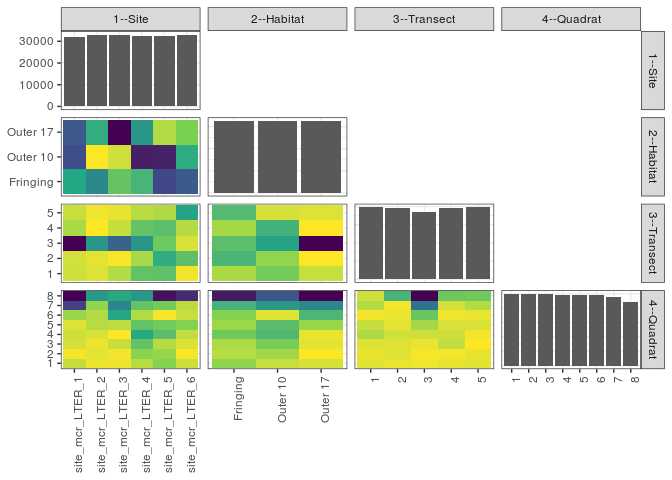 1--Site 2--Habitat 3--Transect 4--Quadrat
30000
20000
10000
0
1--Site
Outer 17
Outer 10
Fringing
2--Habitat
5
4
3
2
1
3--Transect
8
7
6
5
4
3
2
1
4--Quadrat
site_mcr_LTER_1 site_mcr_LTER_2 site_mcr_LTER_3 site_mcr_LTER_4 site_mcr_LTER_5 site_mcr_LTER_6 Fringing Outer 10 Outer 17 1 2 3 4 5 1 2 3 4 5 6 7 8